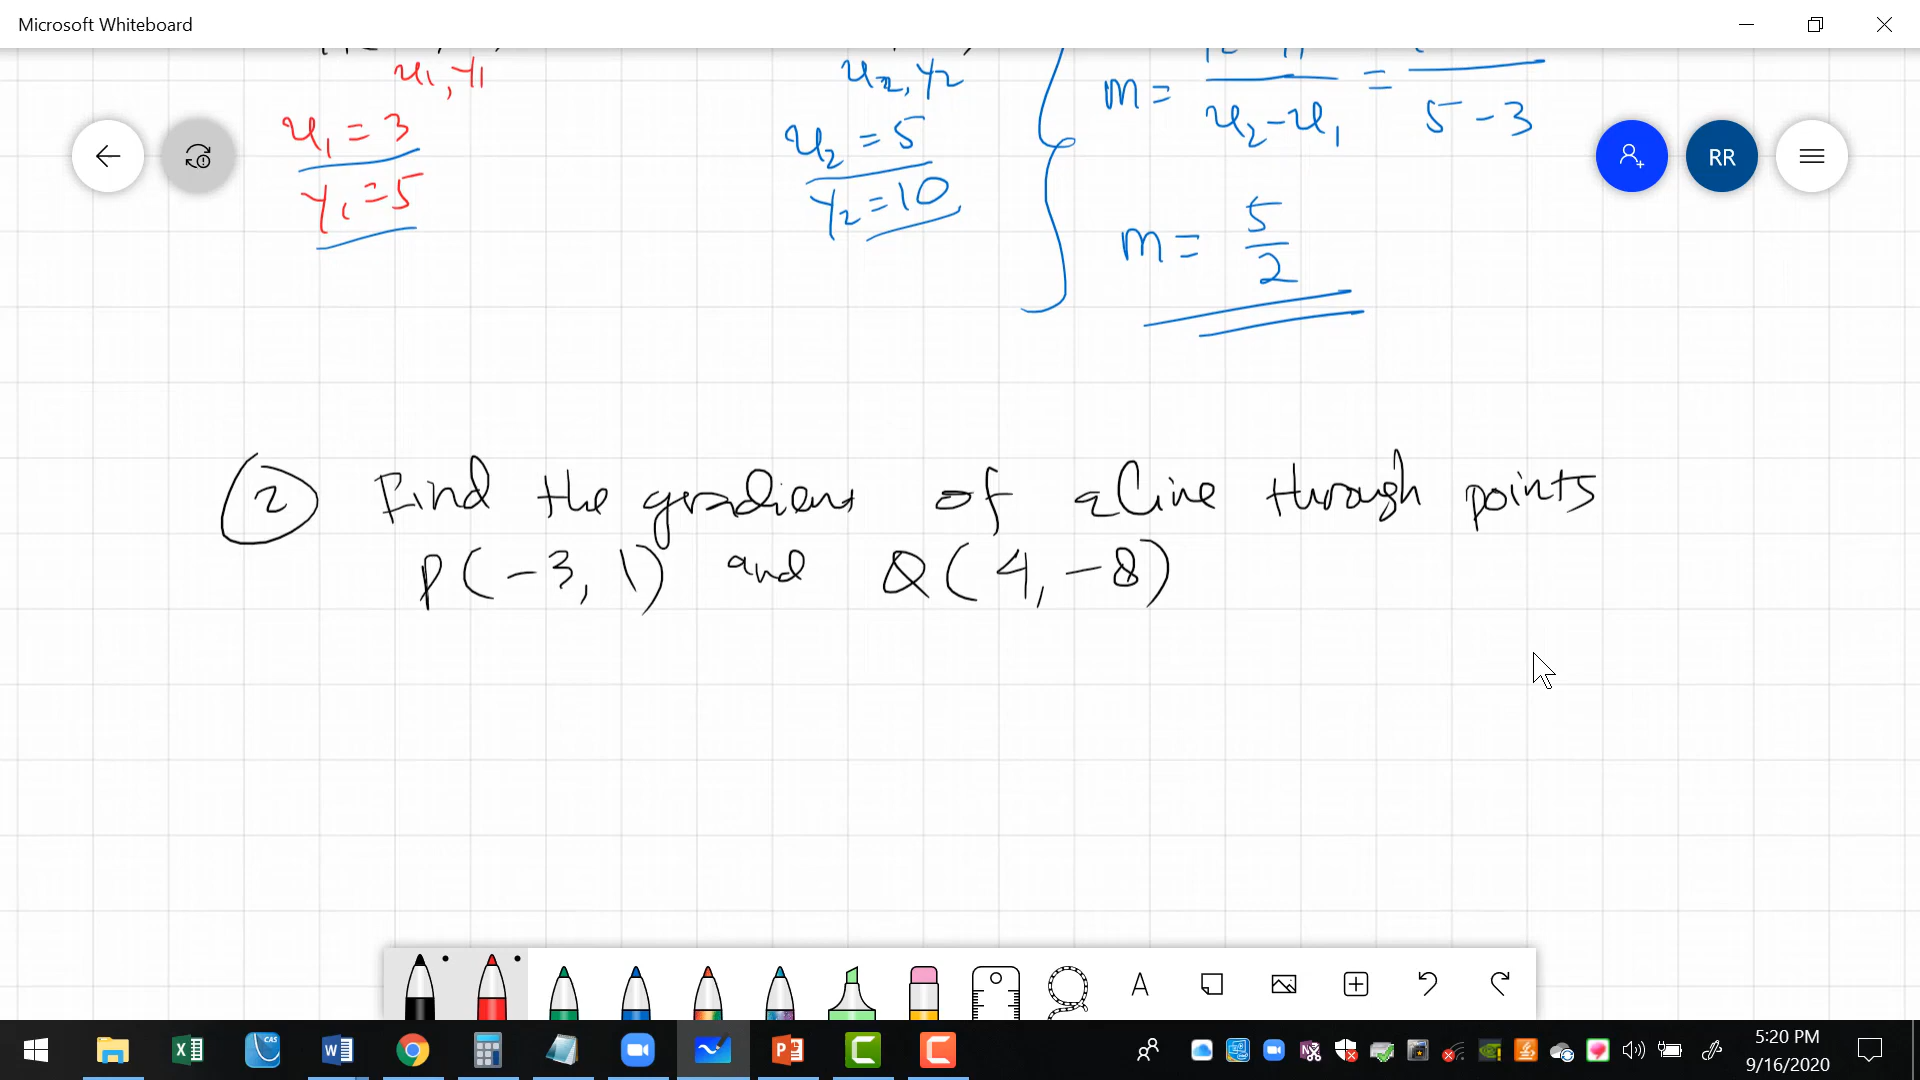 Microsoft Whiteboard
x₁, y₁
x₂, y₂
m = ― = ―
x₂ - x₁
5 - 3
x₁ = 3
x₂ = 5
y₁ = 5
y₂ = 10
m = 5/2
RR
② Find the gradient of a line through points
P(-3, 1) and Q(4, -8)
A
CAS
5:20 PM
9/16/2020